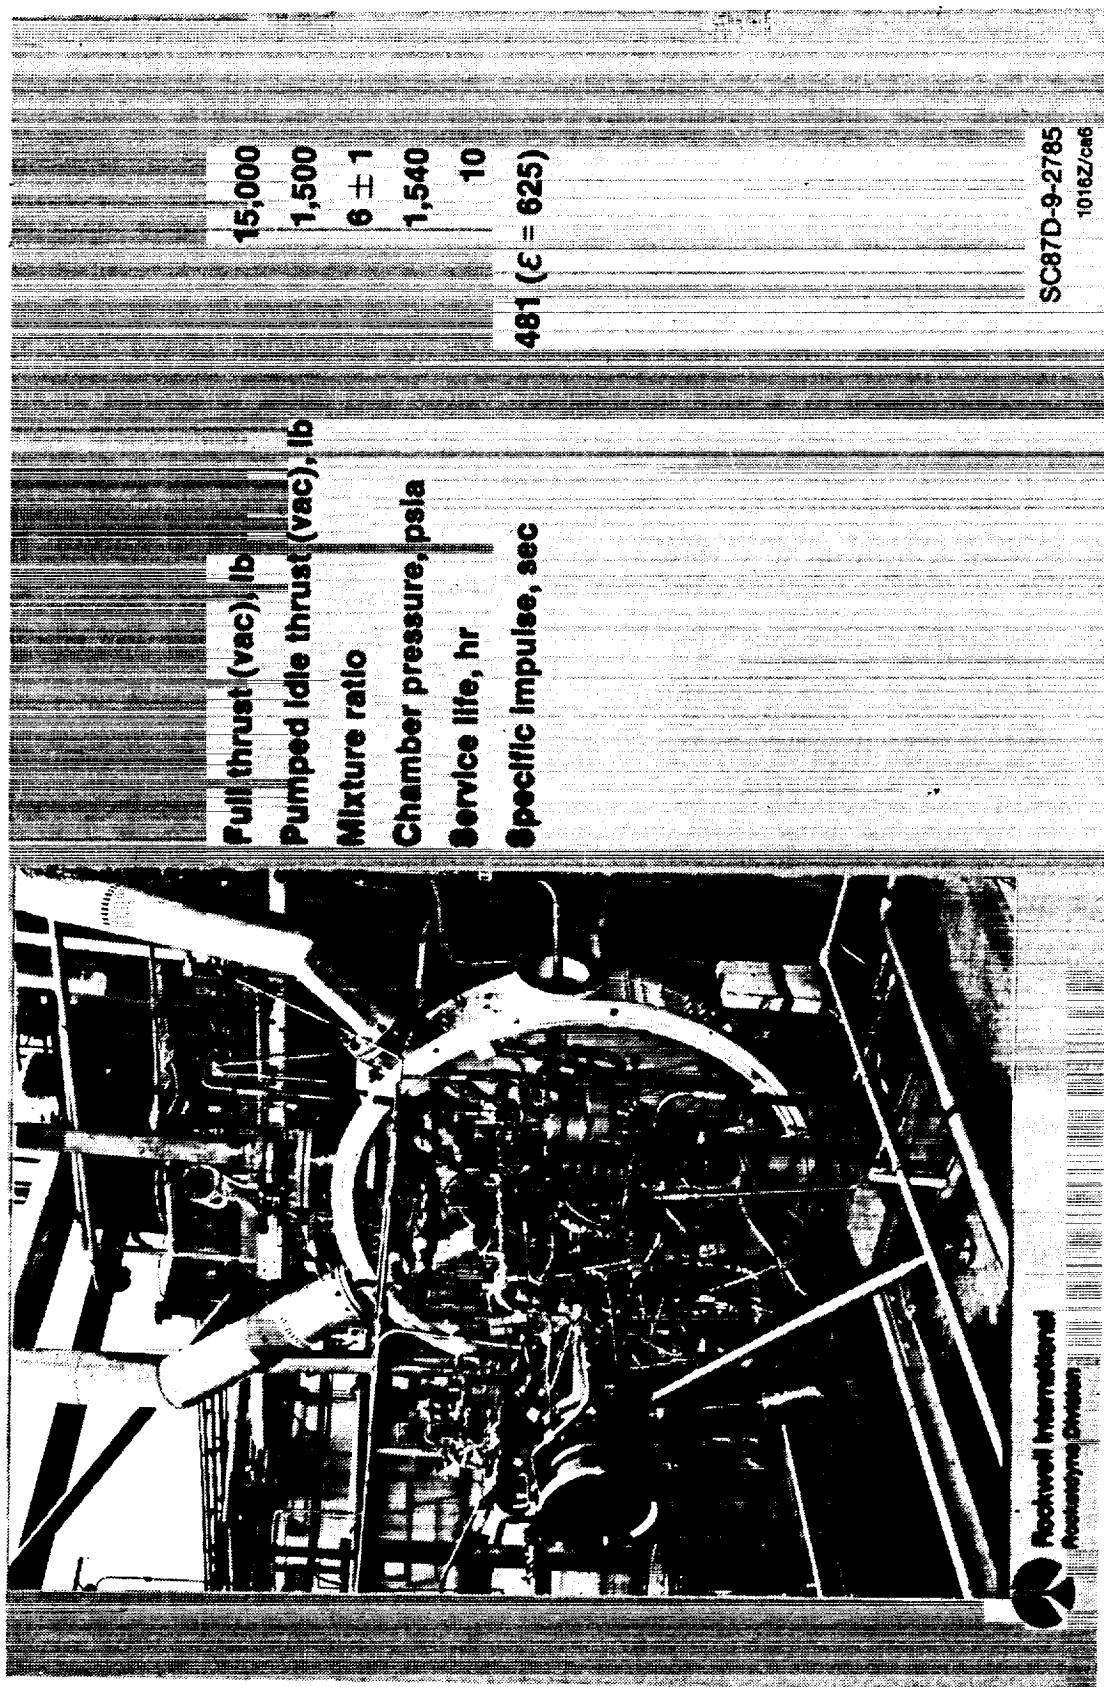 Full thrust (vac), lb 15,000
Pumped idle thrust (vac), lb 1,500
Mixture ratio 6 ± 1
Chamber pressure, psia 1,540
Service life, hr 10
Specific impulse, sec 481 (ε = 625)
Rockwell International
Rocketdyne Division
SC87D-9-2785
1016Z/ca6